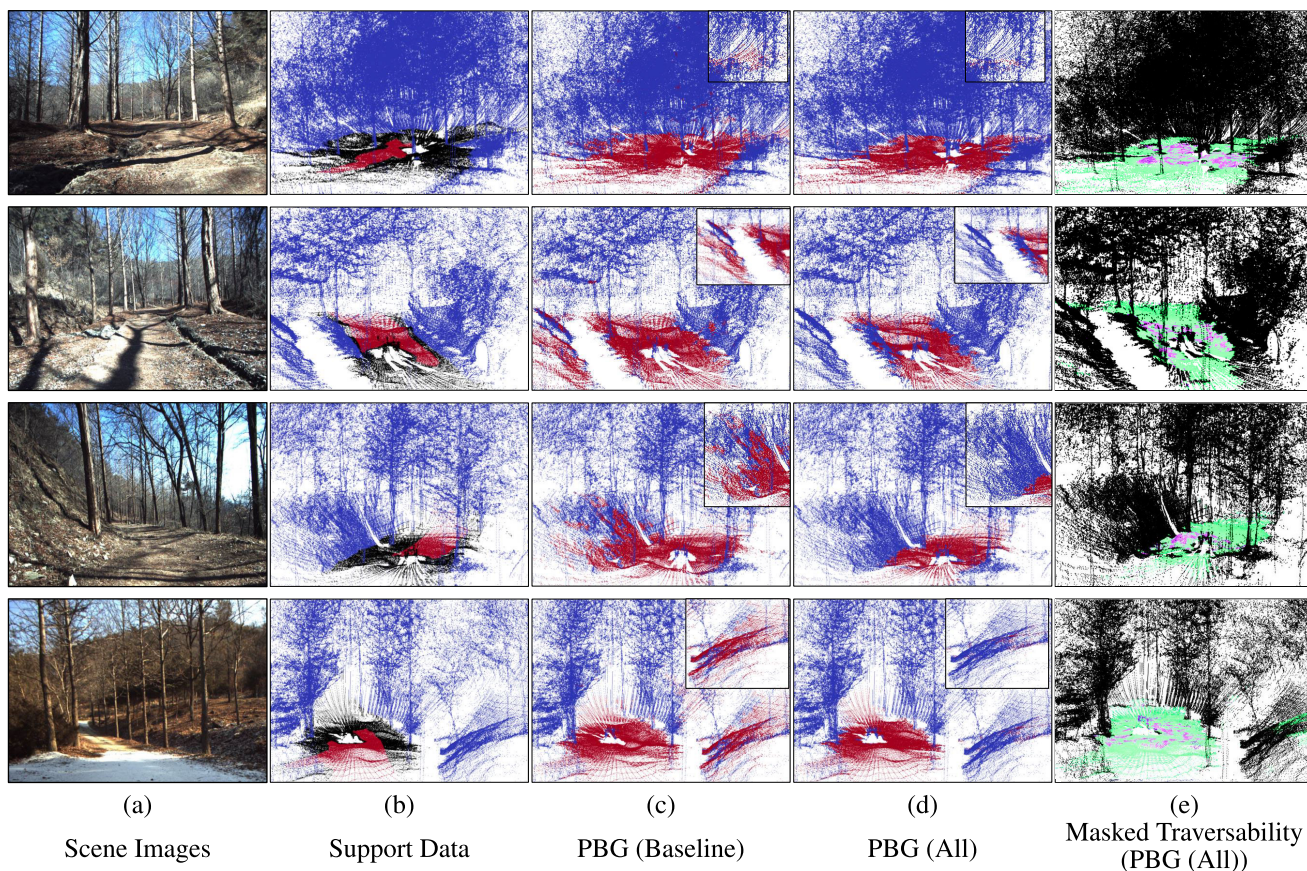 (a)
(b)
(c)
(d)
(e)
Scene Images
Support Data
PBG (Baseline)
PBG (All)
Masked Traversability
(PBG (All))